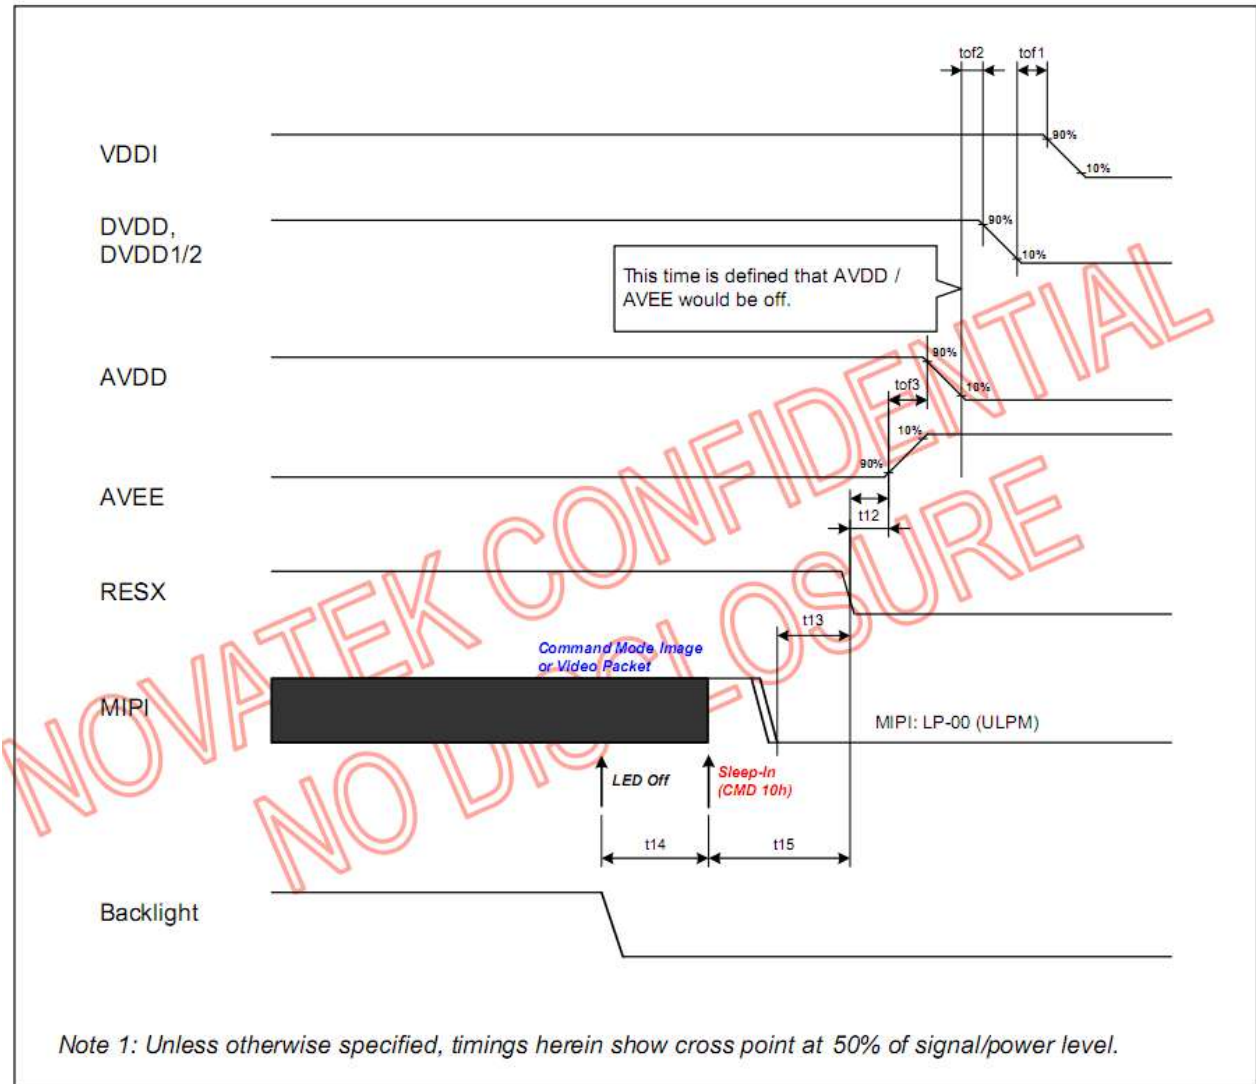 tof2
tof1
VDDI
90%
10%
DVDD,
DVDD1/2
90%
10%
This time is defined that AVDD /
AVEE would be off.
AVDD
90%
10%
tof3
10%
90%
AVEE
t12
RESX
t13
Command Mode Image
or Video Packet
MIPI
MIPI: LP-00 (ULPM)
LED Off
Sleep-In
(CMD 10h)
t14
t15
Backlight
NOVATEK CONFIDENTIAL
NO DISCLOSURE
Note 1: Unless otherwise specified, timings herein show cross point at 50% of signal/power level.